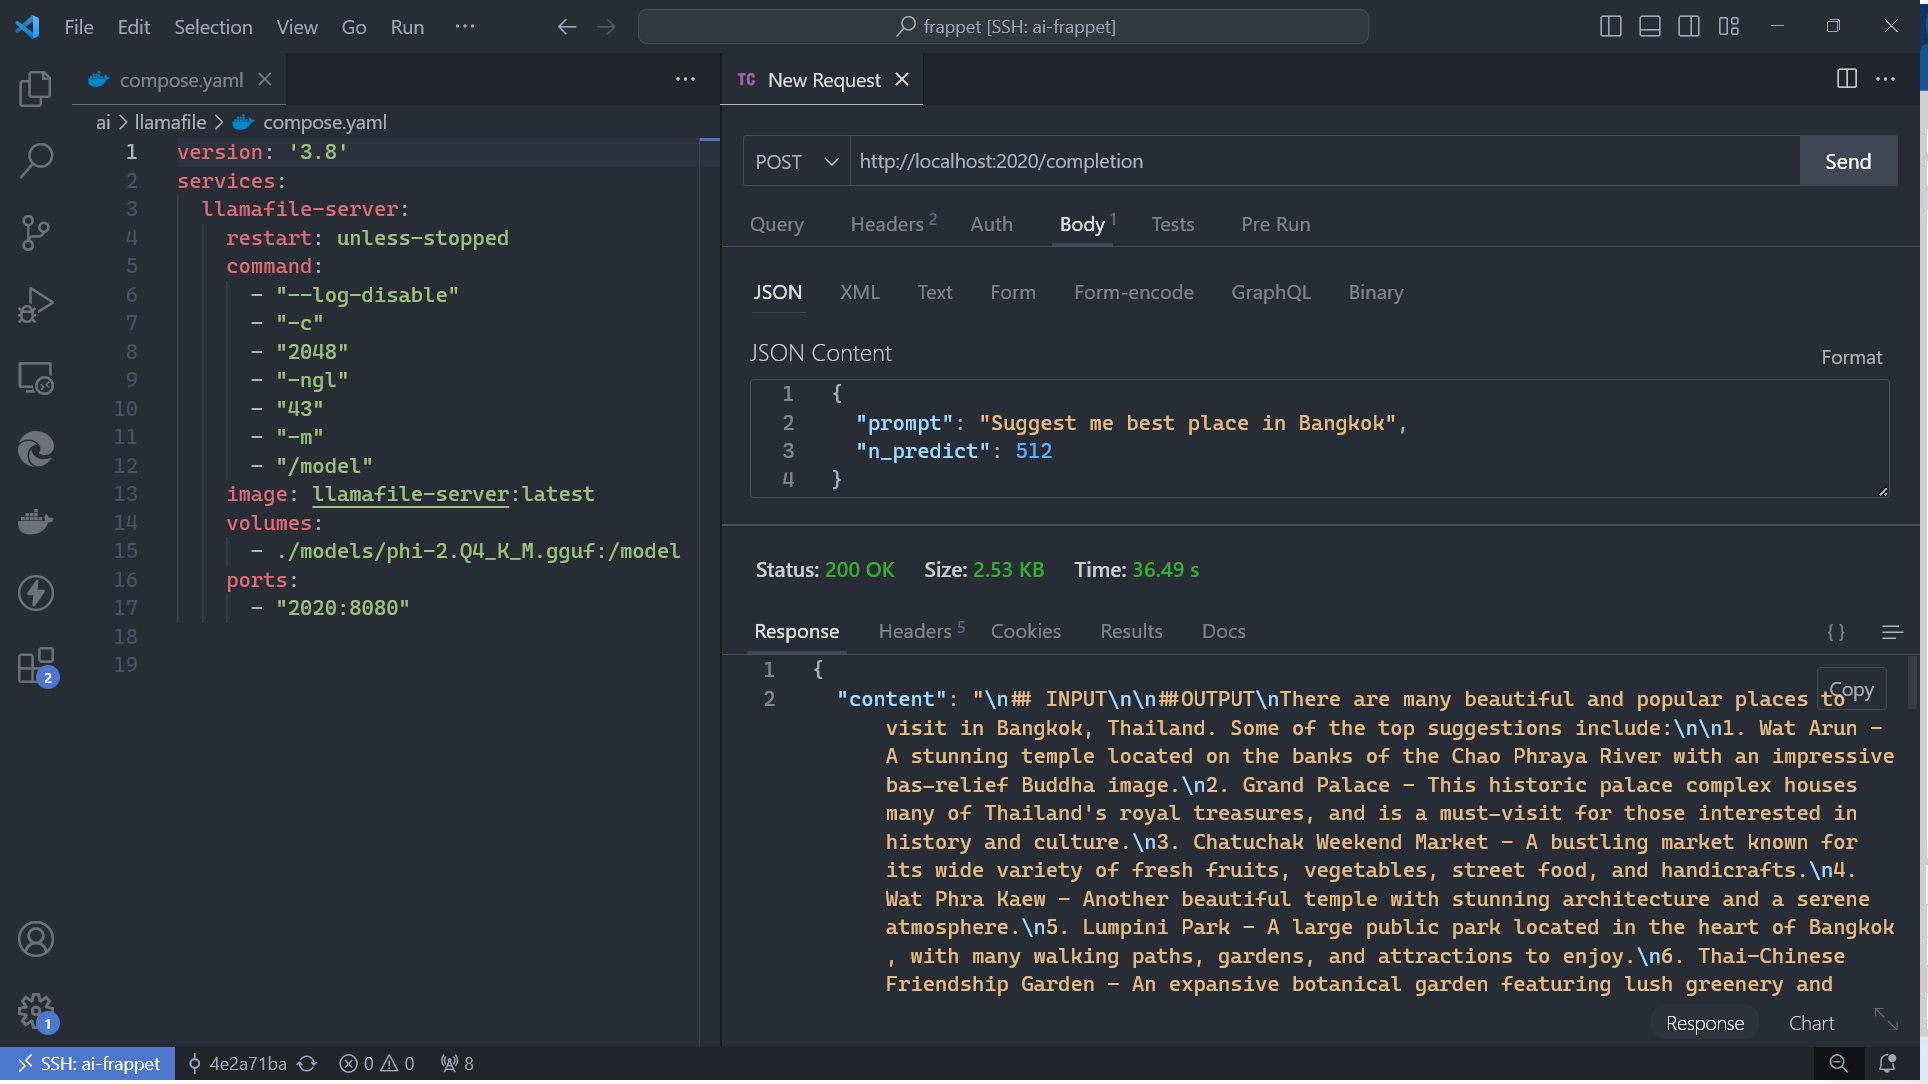 File Edit Selection View Go Run ···
frappet [SSH: ai-frappet]
compose.yaml
ai > llamafile > compose.yaml
1 version: '3.8'
2 services:
3 llamafile-server:
4 restart: unless-stopped
5 command:
6 - "--log-disable"
7 - "-c"
8 - "2048"
9 - "-ngl"
10 - "43"
11 - "-m"
12 - "/model"
13 image: llamafile-server:latest
14 volumes:
15 - ./models/phi-2.Q4_K_M.gguf:/model
16 ports:
17 - "2020:8080"
18
19
2
1
TC New Request
POST http://localhost:2020/completion Send
Query Headers 2 Auth Body 1 Tests Pre Run
JSON XML Text Form Form-encode GraphQL Binary
JSON Content
Format
1 {
2 "prompt": "Suggest me best place in Bangkok",
3 "n_predict": 512
4 }
Status: 200 OK Size: 2.53 KB Time: 36.49 s
Response Headers 5 Cookies Results Docs { }
1 {
Copy
2 "content": "\n## INPUT\n\n##OUTPUT\nThere are many beautiful and popular places to
visit in Bangkok, Thailand. Some of the top suggestions include:\n\n1. Wat Arun -
A stunning temple located on the banks of the Chao Phraya River with an impressive
bas-relief Buddha image.\n2. Grand Palace - This historic palace complex houses
many of Thailand's royal treasures, and is a must-visit for those interested in
history and culture.\n3. Chatuchak Weekend Market - A bustling market known for
its wide variety of fresh fruits, vegetables, street food, and handicrafts.\n4.
Wat Phra Kaew - Another beautiful temple with stunning architecture and a serene
atmosphere.\n5. Lumpini Park - A large public park located in the heart of Bangkok
, with many walking paths, gardens, and attractions to enjoy.\n6. Thai-Chinese
Friendship Garden - An expansive botanical garden featuring lush greenery and
Response Chart
SSH: ai-frappet 4e2a71ba 0 0 8